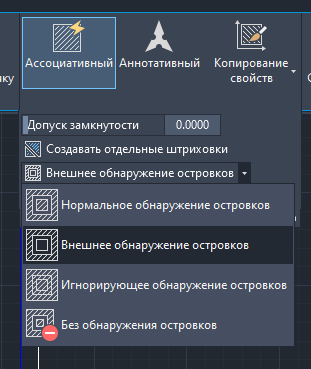 Ассоциативный
Аннотативный
Копирование
свойств
Допуск замкнутости 0.0000
Создавать отдельные штриховки
Внешнее обнаружение островков
Нормальное обнаружение островков
Внешнее обнаружение островков
Игнорирующее обнаружение островков
Без обнаружения островков